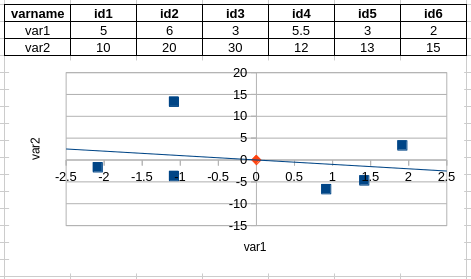 varname id1 id2 id3 id4 id5 id6
var1 5 6 3 5.5 3 2
var2 10 20 30 12 13 15
20
15
10
5
0
-2.5 -2 -1.5 -1 -0.5 0 0.5 1 1.5 2 2.5
-5
-10
-15
var2
var1